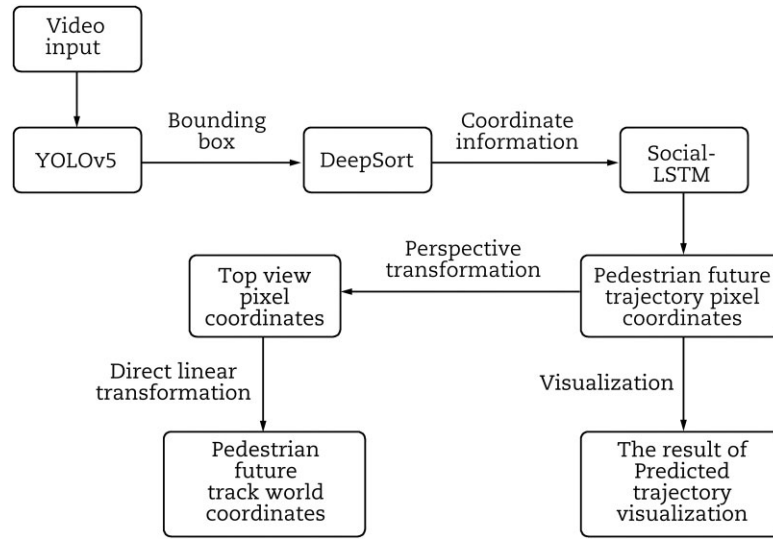 Video
input
YOLOv5
Bounding
box
DeepSort
Coordinate
information
Social-
LSTM
Perspective
transformation
Top view
pixel
coordinates
Pedestrian future
trajectory pixel
coordinates
Direct linear
transformation
Visualization
Pedestrian
future
track world
coordinates
The result of
Predicted
trajectory
visualization